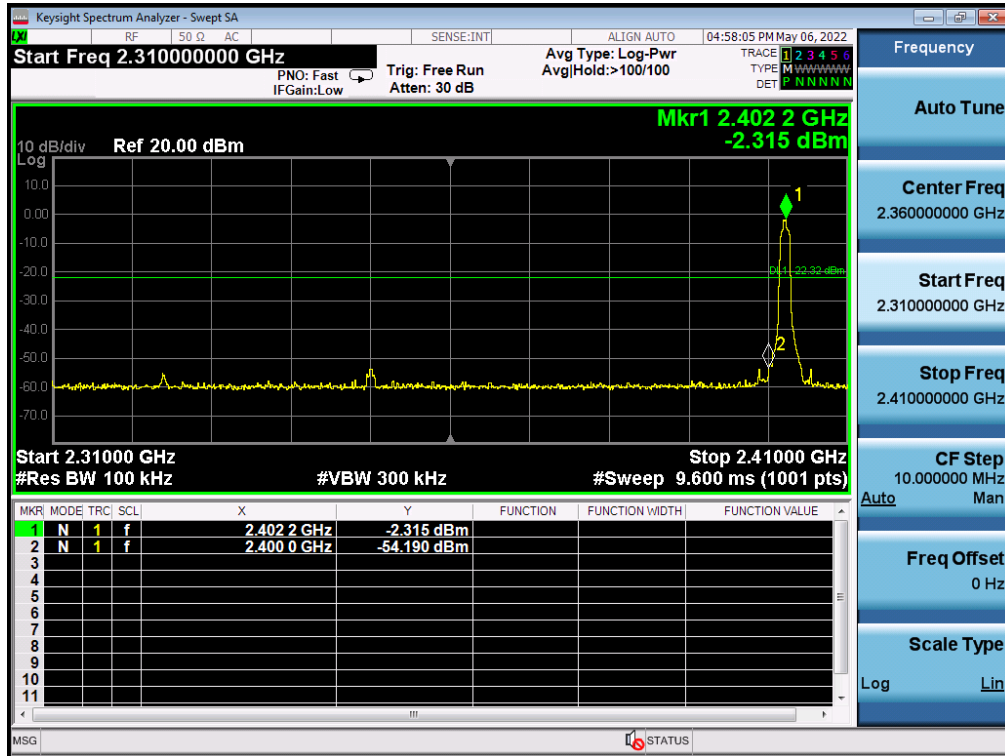 Keysight Spectrum Analyzer - Swept SA
LXI RF 50 Ω AC SENSE:INT ALIGN AUTO 04:58:05 PM May 06, 2022
Start Freq 2.310000000 GHz
PNO: Fast
IFGain:Low
Trig: Free Run
Atten: 30 dB
Avg Type: Log-Pwr
Avg|Hold:>100/100
TRACE 1 2 3 4 5 6
TYPE M WWWWW
DET P N N N N N
Mkr1 2.402 2 GHz
-2.315 dBm
10 dB/div Ref 20.00 dBm
Log
10.0
0.00
-10.0
-20.0
-30.0
-40.0
-50.0
-60.0
-70.0
1
DL1 -22.32 dBm
2
Start 2.31000 GHz Stop 2.41000 GHz
#Res BW 100 kHz #VBW 300 kHz #Sweep 9.600 ms (1001 pts)
MKR MODE TRC SCL X Y FUNCTION FUNCTION WIDTH FUNCTION VALUE
1 N 1 f 2.402 2 GHz -2.315 dBm
2 N 1 f 2.400 0 GHz -54.190 dBm
3
4
5
6
7
8
9
10
11
MSG STATUS
Frequency
Auto Tune
Center Freq
2.360000000 GHz
Start Freq
2.310000000 GHz
Stop Freq
2.410000000 GHz
CF Step
10.000000 MHz
Auto Man
Freq Offset
0 Hz
Scale Type
Log Lin